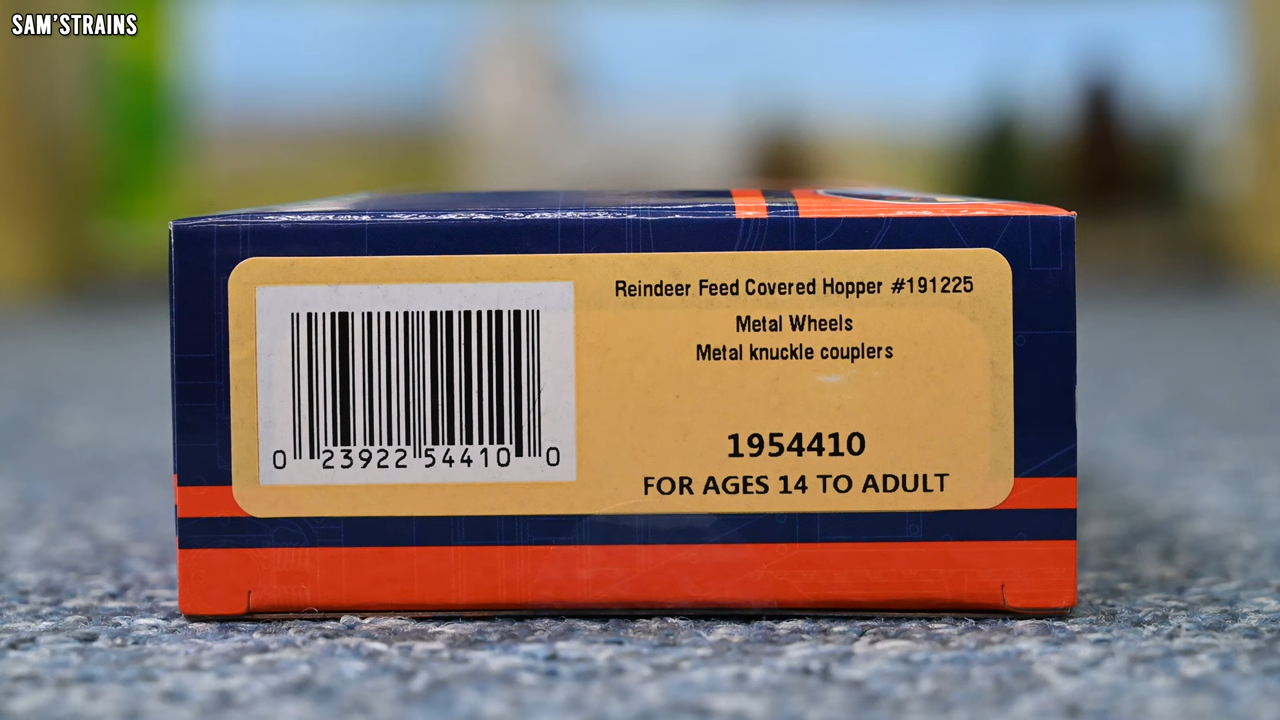 SAM'STRAINS
Reindeer Feed Covered Hopper #191225
Metal Wheels
Metal knuckle couplers
1954410
FOR AGES 14 TO ADULT
0 23922 54410 0